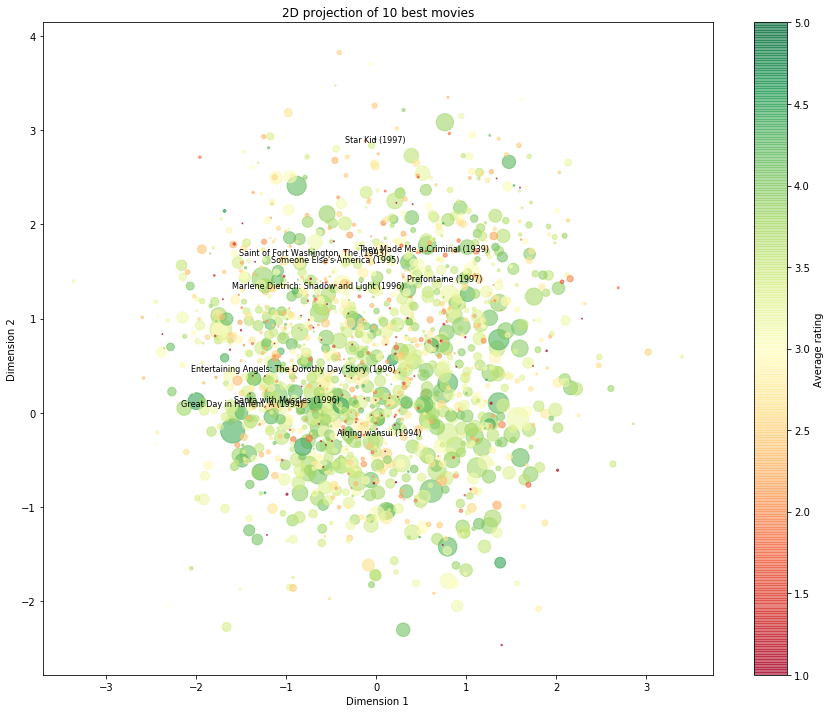 2D projection of 10 best movies
4
3
2
1
0
−1
−2
Dimension 2
Star Kid (1997)
They Made Me a Criminal (1939)
Saint of Fort Washington, The (1993)
Someone Else's America (1995)
Prefontaine (1997)
Marlene Dietrich: Shadow and Light (1996)
Entertaining Angels: The Dorothy Day Story (1996)
Santa with Muscles (1996)
Great Day in Harlem, A (1994)
Aiqing wansui (1994)
−3
−2
−1
0
1
2
3
Dimension 1
5.0
4.5
4.0
3.5
3.0
2.5
2.0
1.5
1.0
Average rating